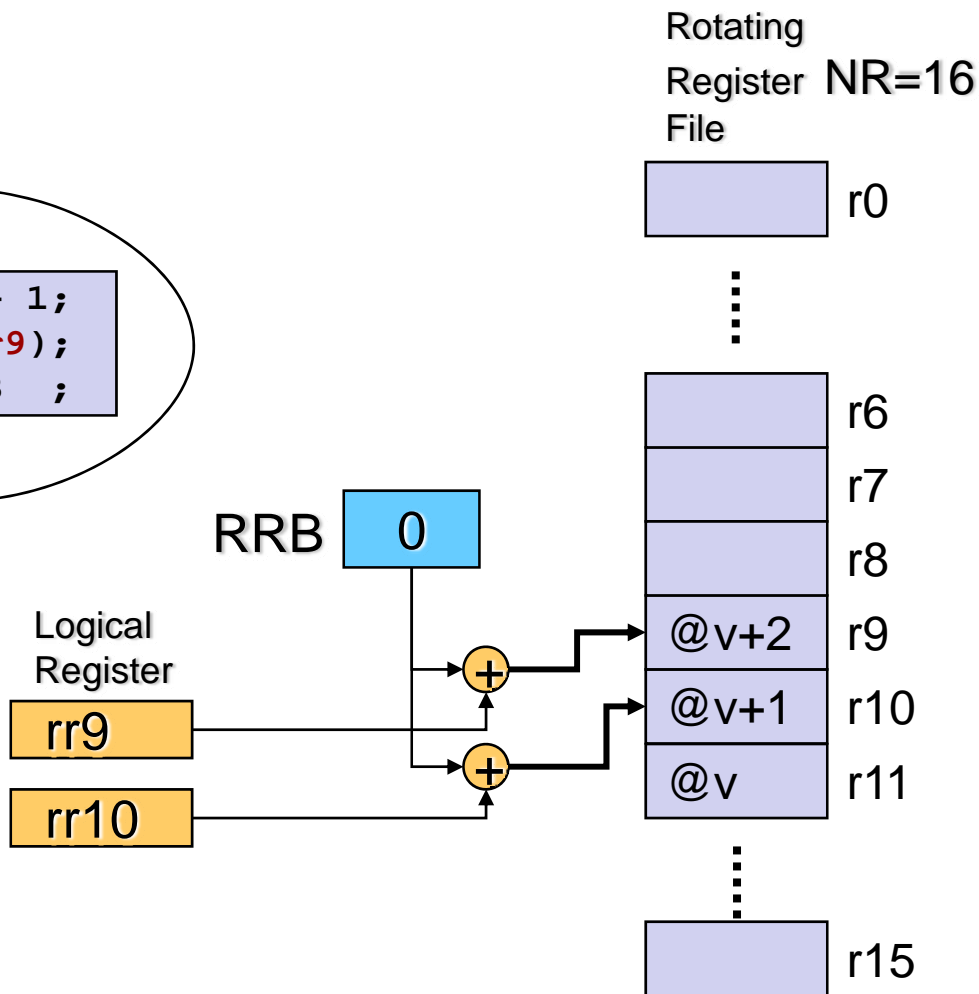 Rotating
Register NR=16
File
r0
1;
9);
;
r6
r7
RRB 0
r8
Logical
Register
@v+2 r9
+
rr9
@v+1 r10
+
@v r11
rr10
r15